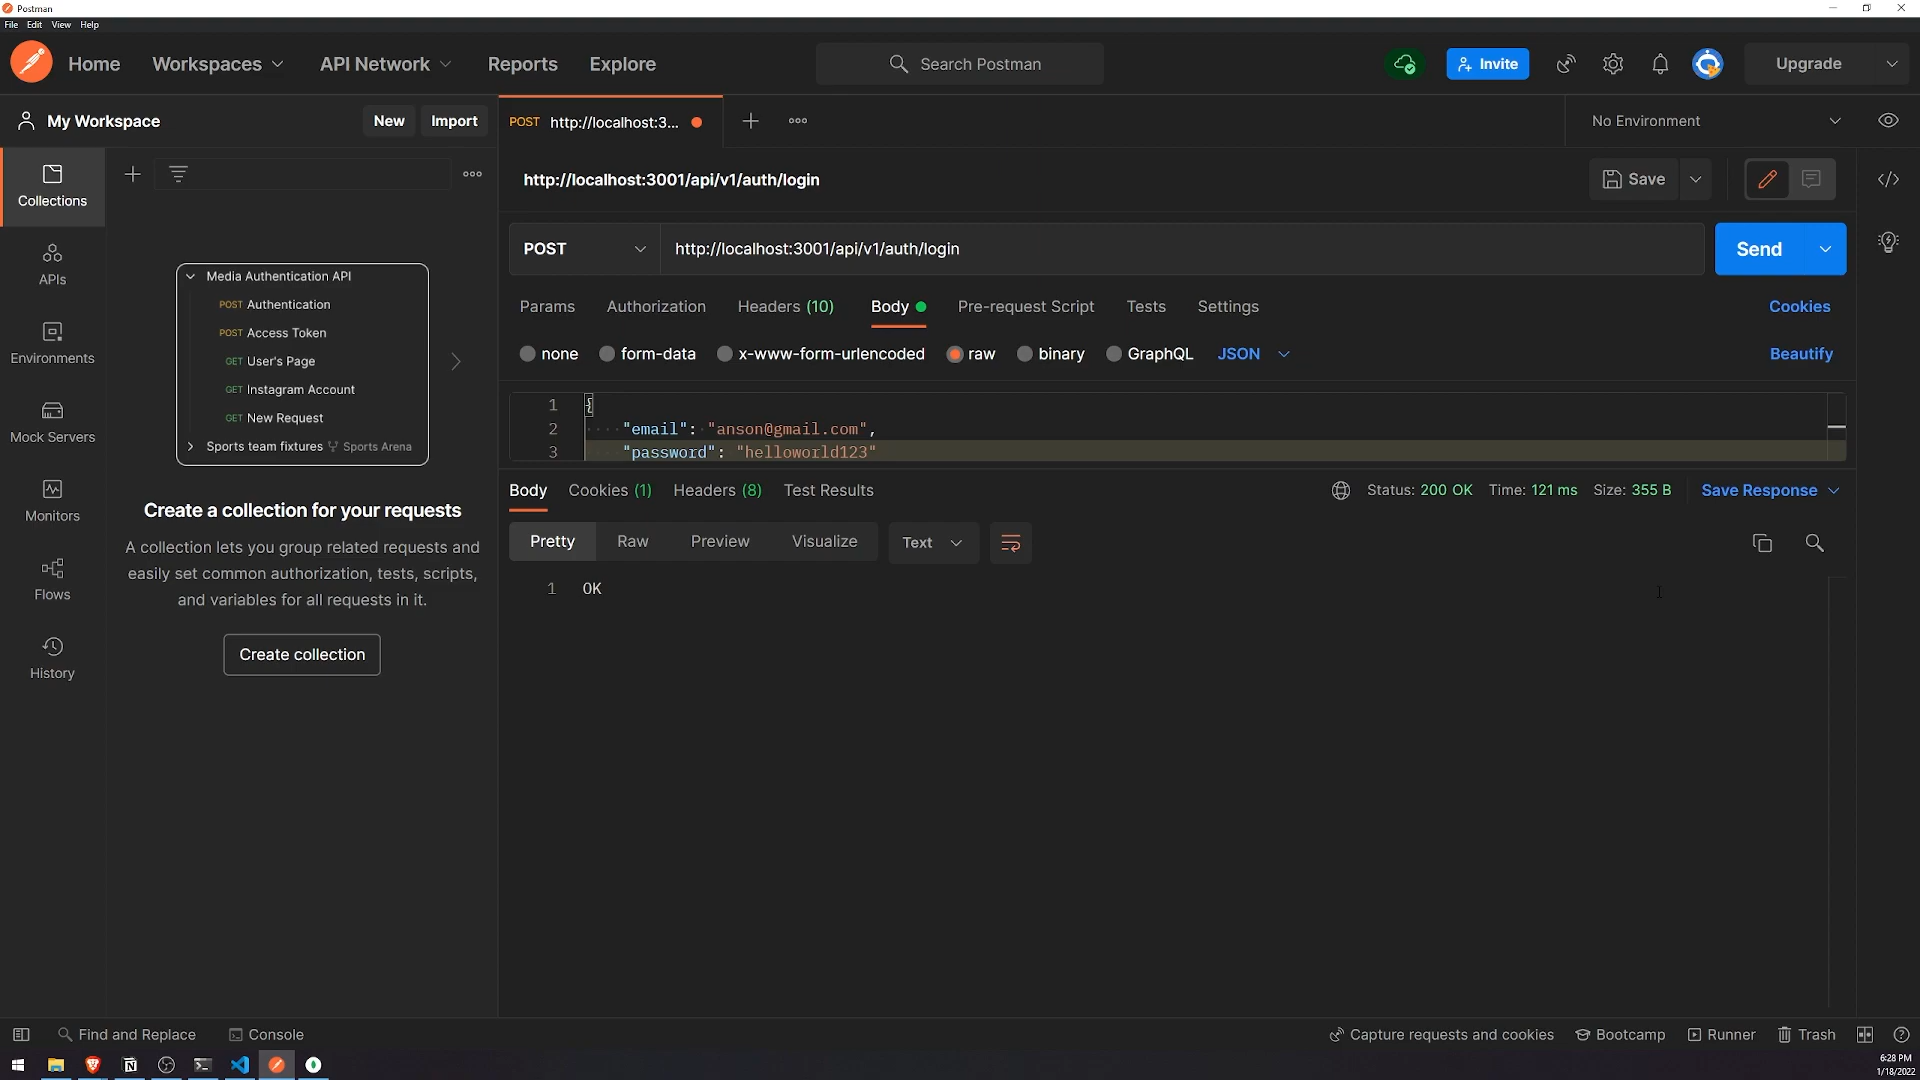 Postman
File Edit View Help
Home Workspaces API Network Reports Explore Search Postman Invite Upgrade
My Workspace New Import POST http://localhost:3... No Environment
http://localhost:3001/api/v1/auth/login Save
Collections
APIs
Environments
Mock Servers
Monitors
Flows
History
Media Authentication API
POST Authentication
POST Access Token
GET User's Page
GET Instagram Account
GET New Request
Sports team fixtures Sports Arena
Create a collection for your requests
A collection lets you group related requests and
easily set common authorization, tests, scripts,
and variables for all requests in it.
Create collection
POST http://localhost:3001/api/v1/auth/login Send
Params Authorization Headers (10) Body Pre-request Script Tests Settings Cookies
none form-data x-www-form-urlencoded raw binary GraphQL JSON Beautify
1 {
2 "email": "anson@gmail.com",
3 "password": "helloworld123"
Body Cookies (1) Headers (8) Test Results Status: 200 OK Time: 121 ms Size: 355 B Save Response
Pretty Raw Preview Visualize Text
1 OK
Find and Replace Console Capture requests and cookies Bootcamp Runner Trash
6:28 PM
1/18/2022